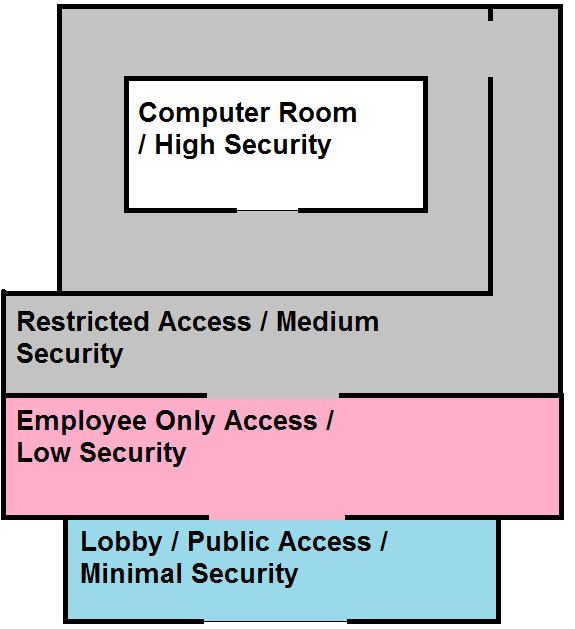 Computer Room
/ High Security
Restricted Access / Medium
Security
Employee Only Access /
Low Security
Lobby / Public Access /
Minimal Security